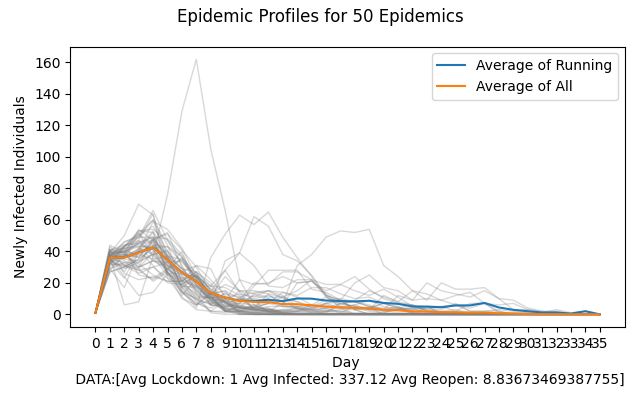 Epidemic Profiles for 50 Epidemics
Average of Running
Average of All
Newly Infected Individuals
160
140
120
100
80
60
40
20
0
0 1 2 3 4 5 6 7 8 9 10 11 12 13 14 15 16 17 18 19 20 21 22 23 24 25 26 27 28 29 30 31 32 33 34 35
Day
DATA:[Avg Lockdown: 1 Avg Infected: 337.12 Avg Reopen: 8.83673469387755]